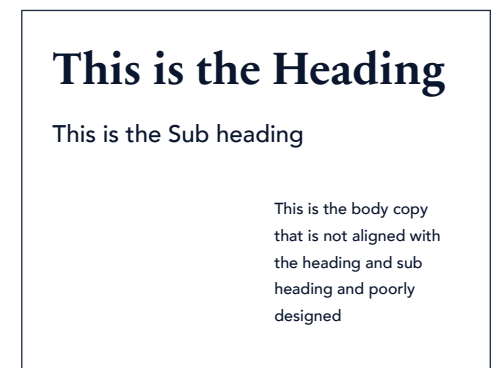 This is the Heading
This is the Sub heading
This is the body copy
that is not aligned with
the heading and sub
heading and poorly
designed